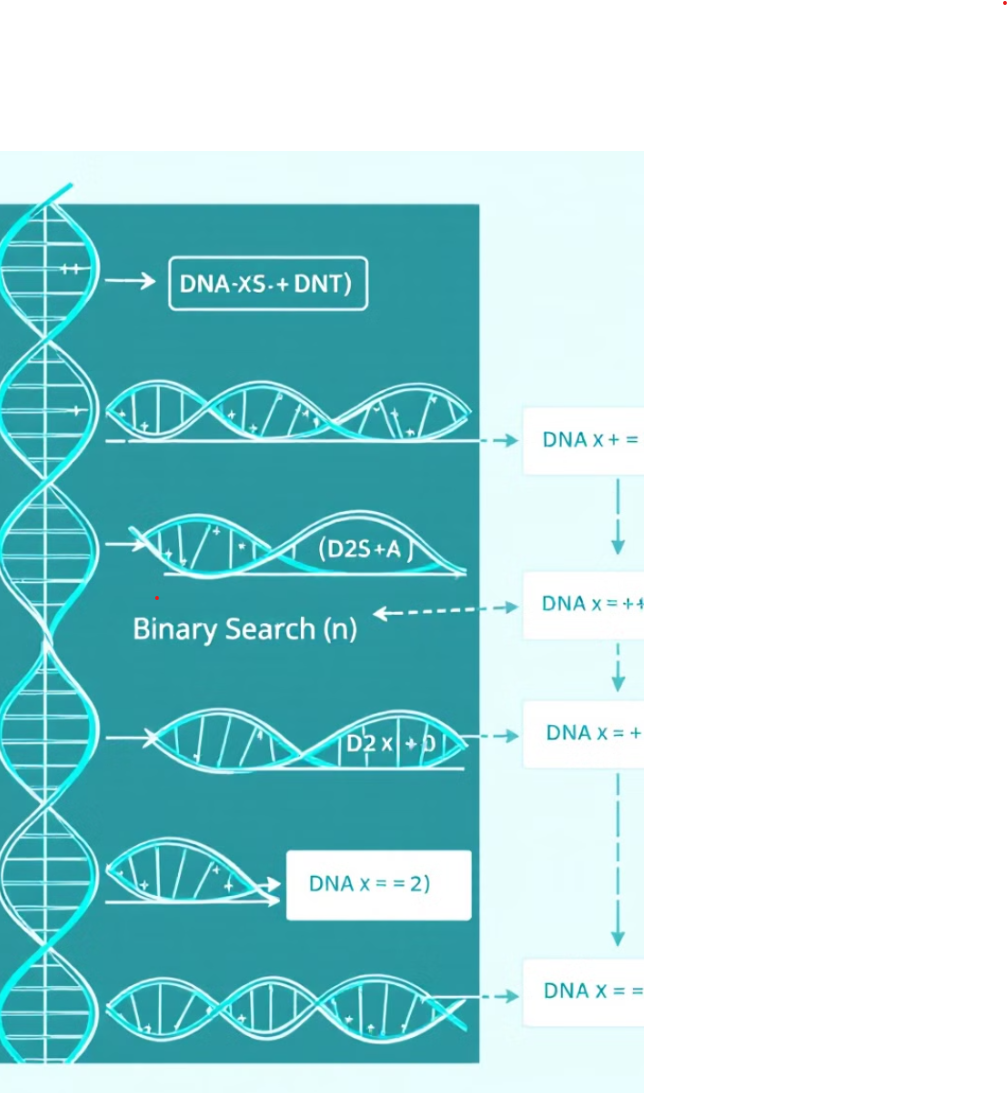 DNA-XS.+ DNT)
DNA x + =
(D2S+A )
DNA x = ++
Binary Search (n)
DNA x = +
D2 x + 0
DNA x = = 2)
DNA x = =